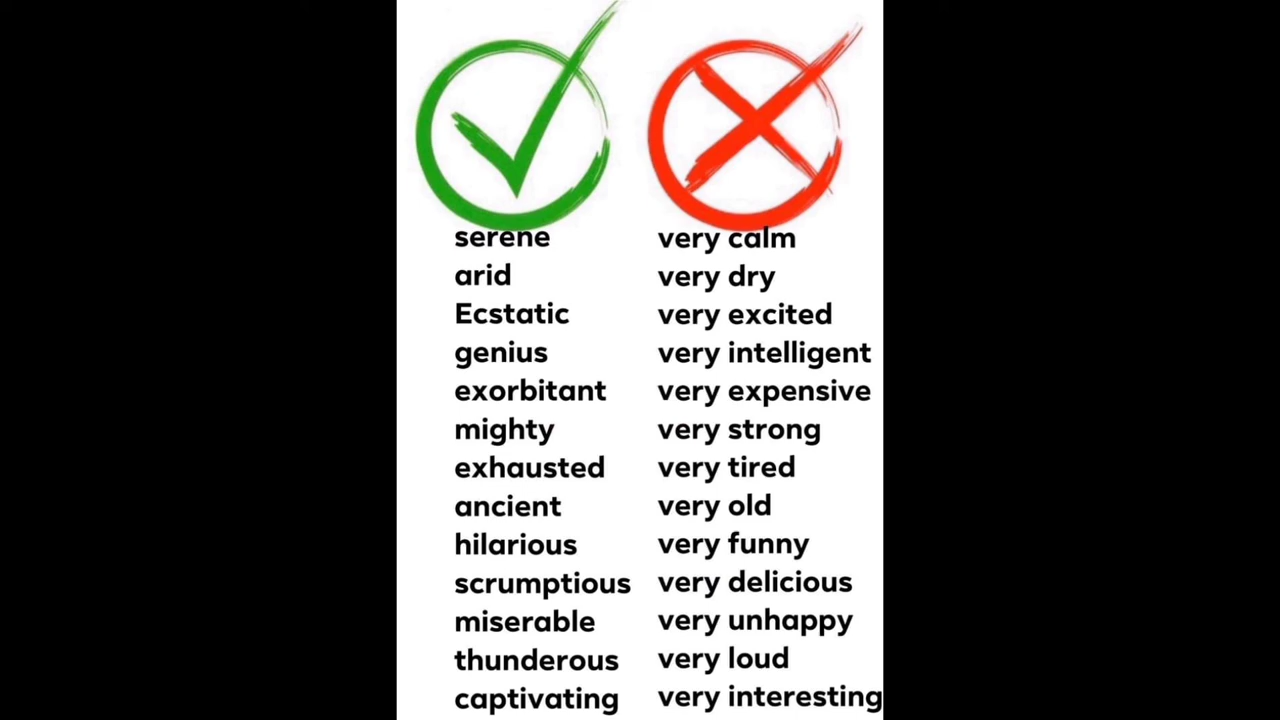 serene very calm
arid very dry
Ecstatic very excited
genius very intelligent
exorbitant very expensive
mighty very strong
exhausted very tired
ancient very old
hilarious very funny
scrumptious very delicious
miserable very unhappy
thunderous very loud
captivating very interesting